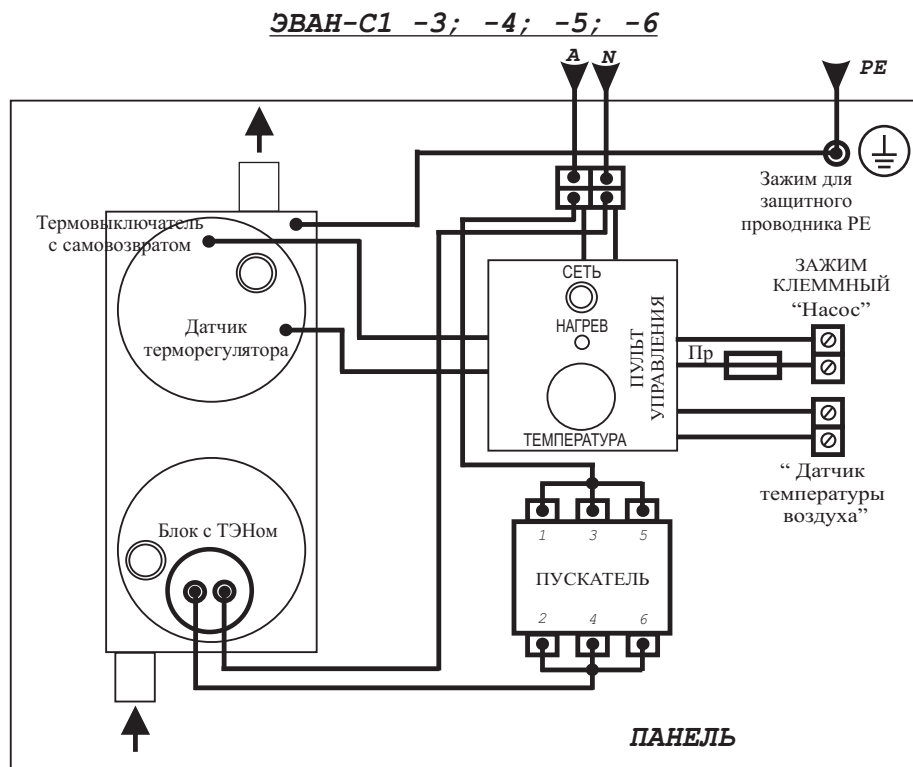 ЭВАН-С1 -3; -4; -5; -6
A N PE
Зажим для
защитного
проводника PE
Термовыключатель
с самовозвратом
ЗАЖИМ
КЛЕММНЫЙ
“Насос”
СЕТЬ
НАГРЕВ
ТЕМПЕРАТУРА
ПУЛЬТ
УПРАВЛЕНИЯ
Пр
Датчик
терморегулятора
“ Датчик
температуры
воздуха”
Блок с ТЭНом
1 3 5
ПУСКАТЕЛЬ
2 4 6
ПАНЕЛЬ